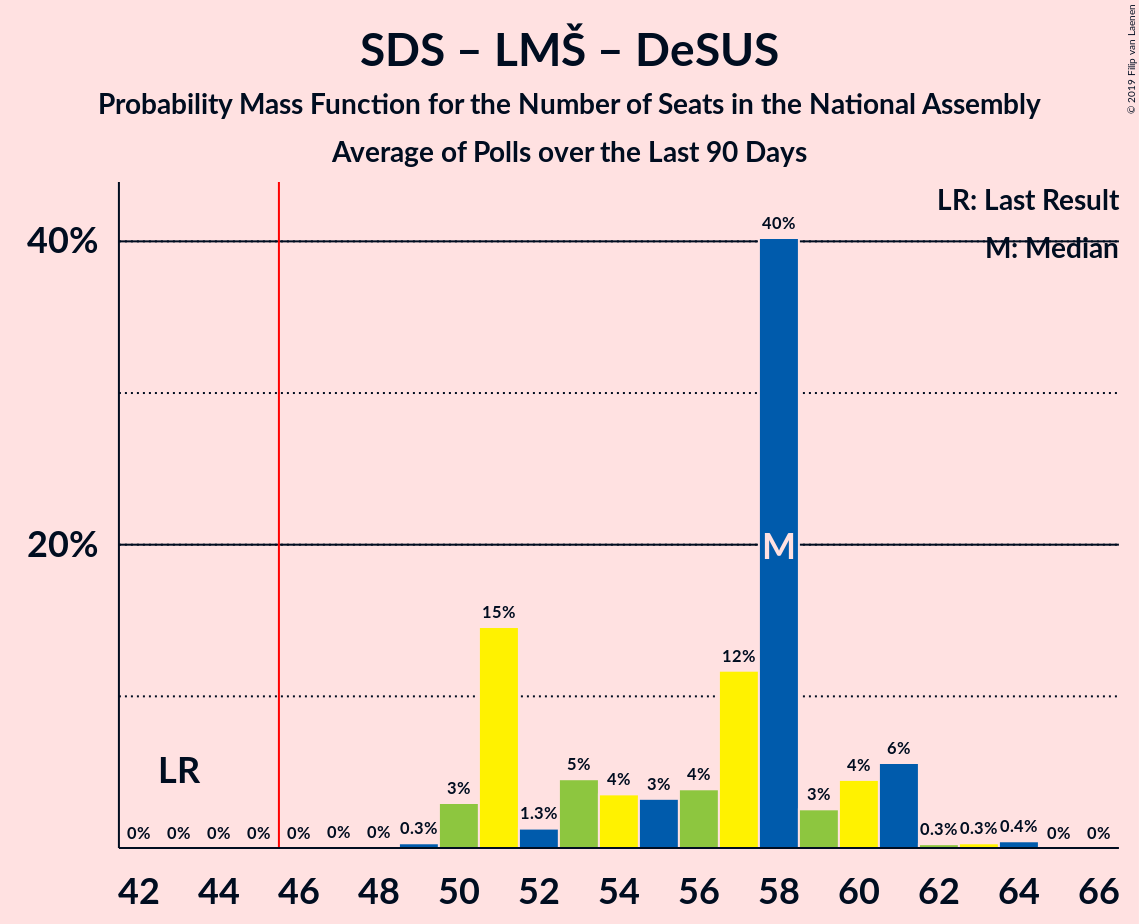 SDS – LMŠ – DeSUS
Probability Mass Function for the Number of Seats in the National Assembly
Average of Polls over the Last 90 Days
© 2019 Filip van Laenen
LR: Last Result
M: Median
40%
20%
40%
15%
12%
6%
5%
4%
4%
4%
3%
3%
3%
1.3%
0% 0% 0% 0% 0% 0% 0% 0.3% 0.3% 0.3% 0.4% 0% 0%
M
LR
42 44 46 48 50 52 54 56 58 60 62 64 66